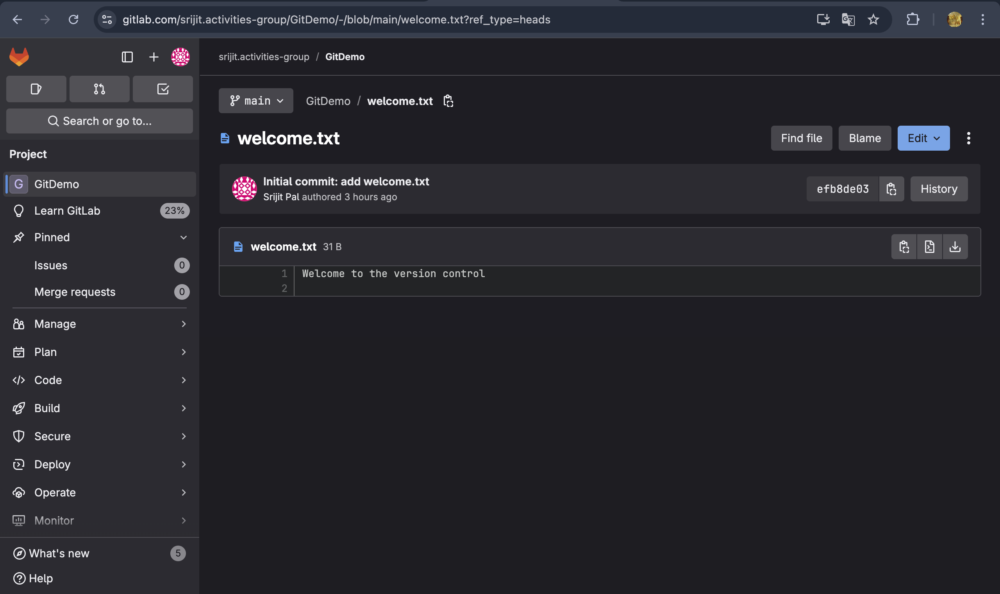 gitlab.com/srijit.activities-group/GitDemo/-/blob/main/welcome.txt?ref_type=heads
srijit.activities-group / GitDemo
main GitDemo / welcome.txt
Search or go to...
welcome.txt
Find file Blame Edit
Project
G GitDemo
Initial commit: add welcome.txt
Srijit Pal authored 3 hours ago
efb8de03 History
Learn GitLab 23%
Pinned
Issues 0
Merge requests 0
welcome.txt 31 B
1 Welcome to the version control
2
Manage
Plan
Code
Build
Secure
Deploy
Operate
Monitor
What's new 5
Help